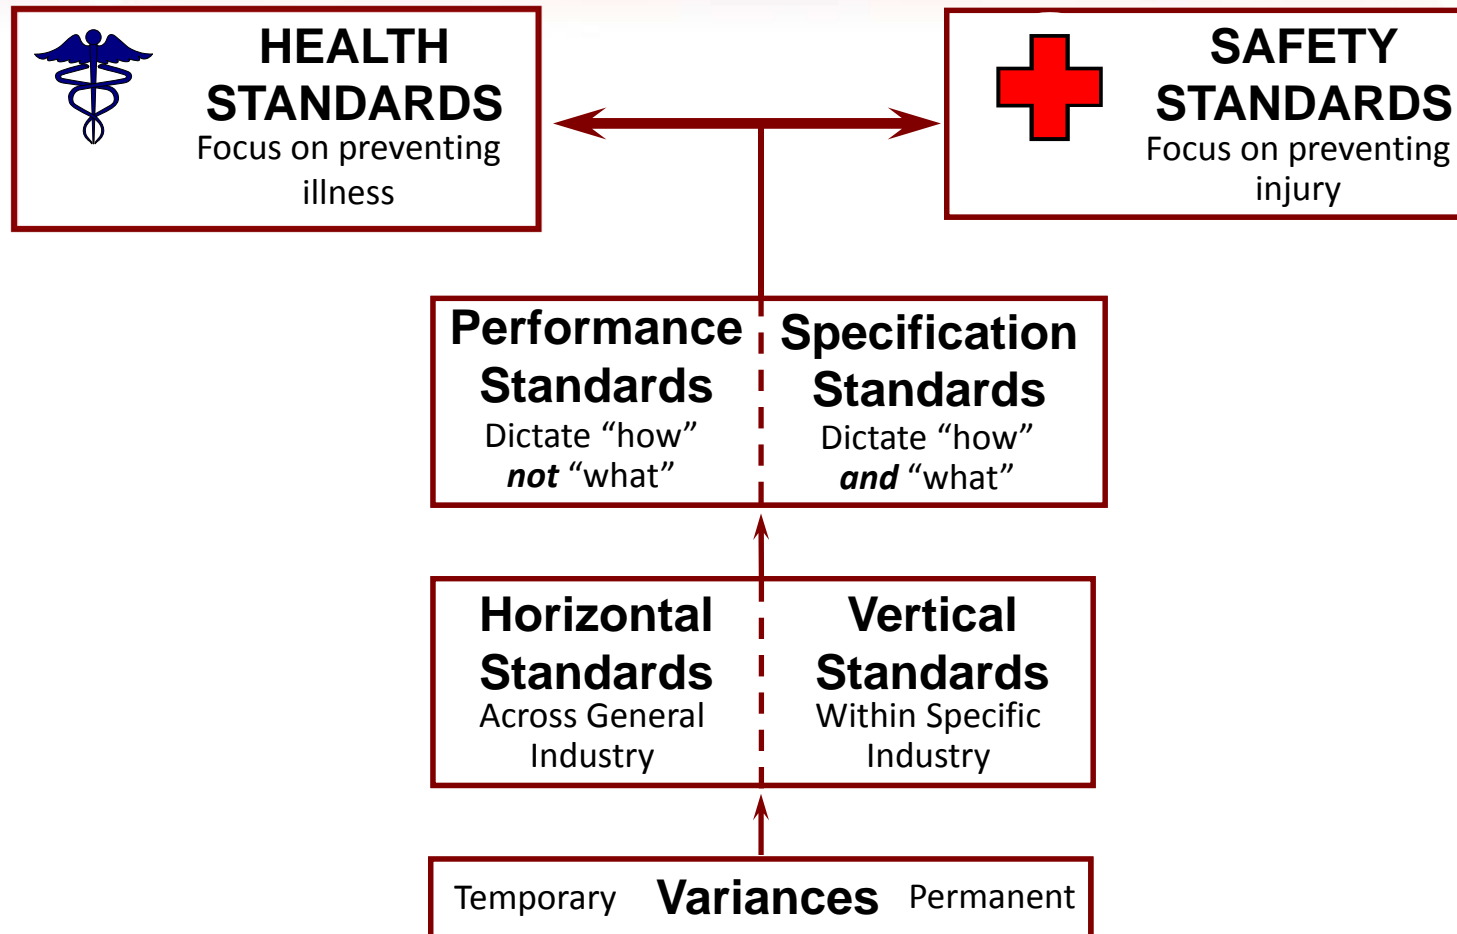 HEALTH
STANDARDS
Focus on preventing
illness
SAFETY
STANDARDS
Focus on preventing
injury
Performance
Standards
Dictate “how”
not “what”
Specification
Standards
Dictate “how”
and “what”
Horizontal
Standards
Across General
Industry
Vertical
Standards
Within Specific
Industry
Temporary Variances Permanent